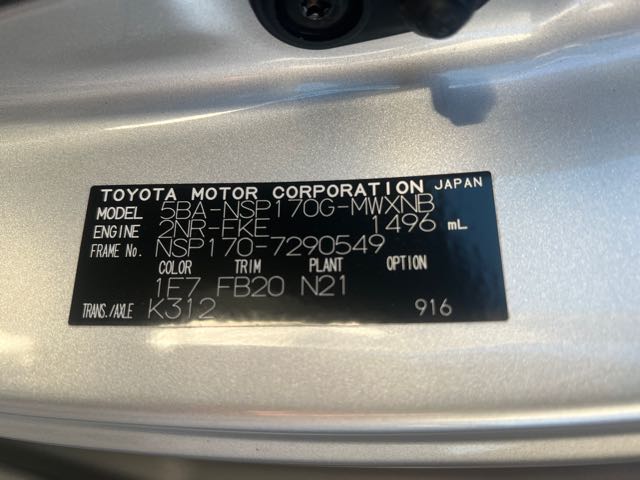 TOYOTA MOTOR CORPORATION JAPAN
MODEL 5BA-NSP170G-MWXNB
ENGINE 2NR-FKE 1496 mL
FRAME No. NSP170-7290549
COLOR TRIM PLANT OPTION
1E7 FB20 N21
TRANS./AXLE K312 916